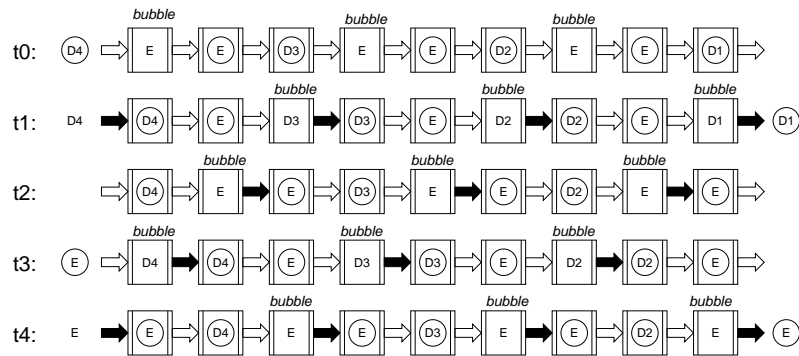 bubble bubble bubble
t0: D4 E E D3 E E D2 E E D1
bubble bubble bubble
t1: D4 D4 E D3 D3 E D2 D2 E D1 D1
bubble bubble bubble
t2: D4 E E D3 E E D2 E E
bubble bubble bubble
t3: E D4 D4 E D3 D3 E D2 D2 E
bubble bubble bubble
t4: E E D4 E E D3 E E D2 E E